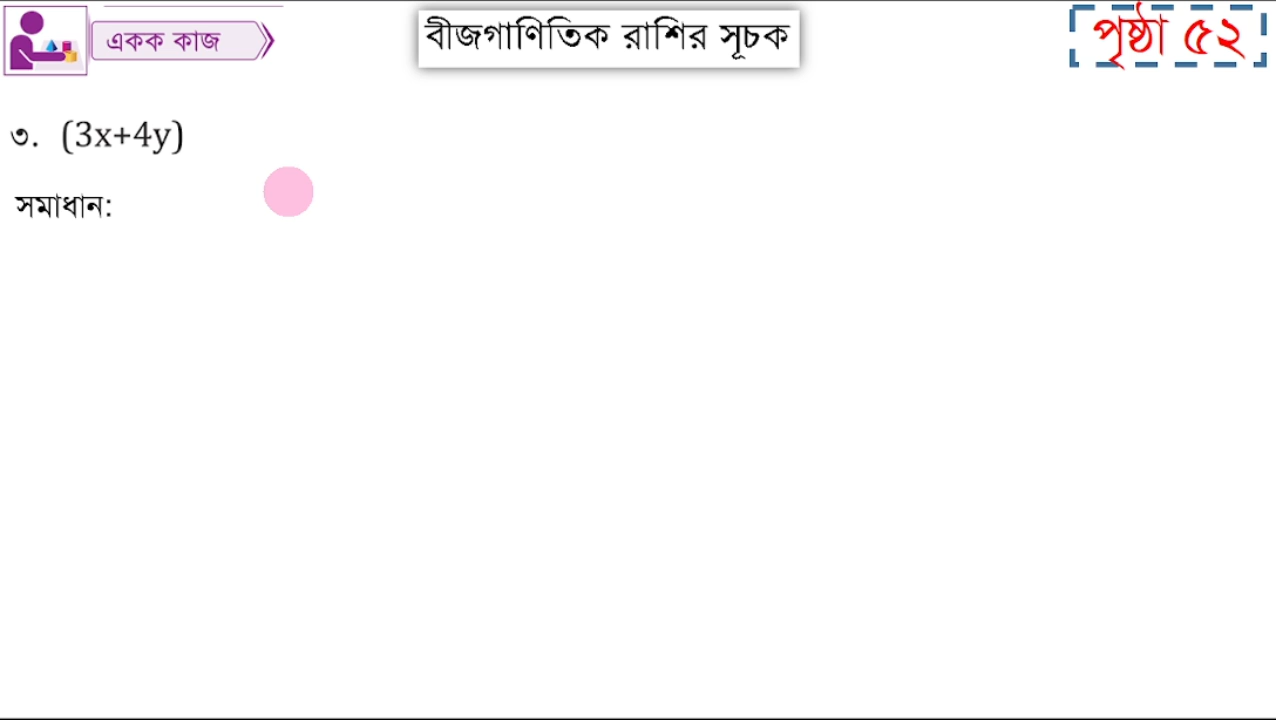 একক কাজ
বীজগাণিতিক রাশির সূচক
পৃষ্ঠা ৫২
৩. (3x+4y)
সমাধান: